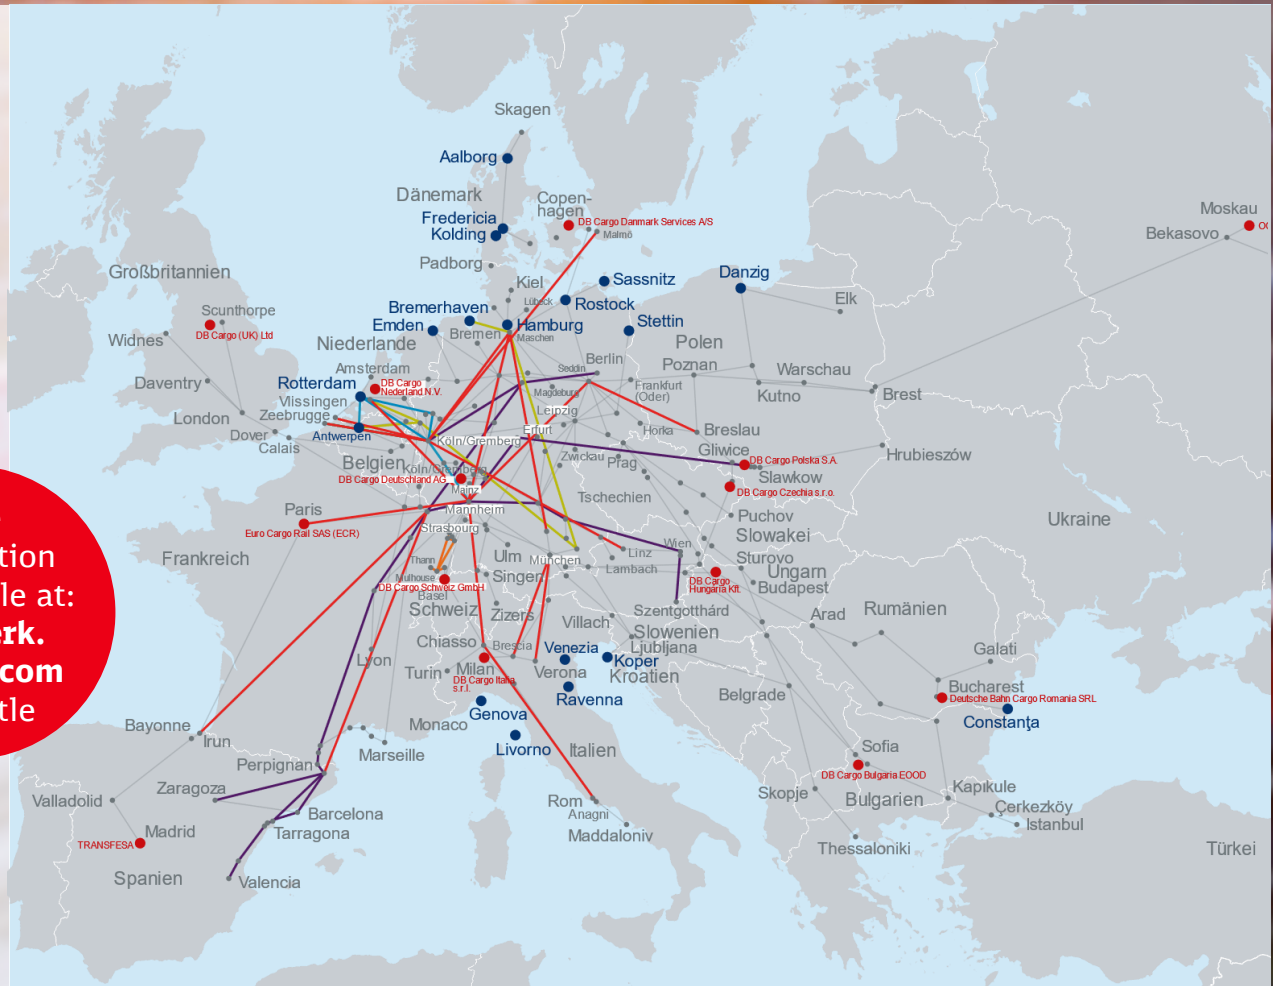 Skagen
Aalborg
Dänemark
Copen-
hagen
DB Cargo Danmark Services A/S
Malmö
Fredericia
Kolding
Padborg
Moskau
Bekasovo
Großbritannien
Kiel
Sassnitz
Danzig
Lübeck
Rostock
Elk
Bremerhaven
Scunthorpe
Emden
Hamburg
Stettin
DB Cargo (UK) Ltd
Bremen
Maschen
Widnes
Niederlande
Polen
Berlin
Poznan
Amsterdam
Seddin
Warschau
Daventry
Rotterdam
DB Cargo
Nederland N.V.
Magdeburg
Frankfurt
(Oder)
Kutno
Brest
Vlissingen
London
Zeebrugge
Leipzig
Dover
Antwerpen
Erfurt
Horka
Breslau
Calais
Köln/Gremberg
Gliwice
Hrubieszów
Belgien
Köln/Gremberg
Zwickau
Prag
DB Cargo Polska S.A.
Slawkow
DB Cargo Deutschland AG
Mainz
DB Cargo Czechia s.r.o.
Tschechien
Paris
Mannheim
Puchov
Ukraine
Euro Cargo Rail SAS (ECR)
Strasbourg
Slowakei
Wien
tion
Frankreich
Thann
Ulm
München
Linz
Sturovo
Lambach
Ungarn
Mulhouse
Singen
DB Cargo
Hungária Kft.
Budapest
le at:
DB Cargo Schweiz GmbH
Basel
Schweiz
Zizers
Szentgotthárd
Arad
Rumänien
Villach
Slowenien
rk.
Chiasso
Brescia
Ljubljana
Galati
Lyon
Venezia
Koper
com
Turin
Milan
Verona
Kroatien
DB Cargo Italia
s.r.l.
Belgrade
Bucharest
Deutsche Bahn Cargo Romania SRL
Ravenna
tle
Genova
Constanţa
Bayonne
Monaco
Irun
Marseille
Livorno
Italien
Sofia
Perpignan
DB Cargo Bulgaria EOOD
Zaragoza
Skopje
Kapıkule
Valladolid
Rom
Bulgarien
Barcelona
Anagni
Çerkezköy
Madrid
Tarragona
Maddaloniv
Istanbul
TRANSFESA
Thessaloniki
Türkei
Spanien
Valencia